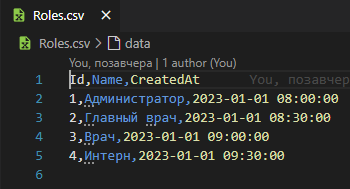 Roles.csv
Roles.csv data
You, позавчера | 1 author (You)
1 Id,Name,CreatedAt You, позавчера
2 1,Администратор,2023-01-01 08:00:00
3 2,Главный врач,2023-01-01 08:30:00
4 3,Врач,2023-01-01 09:00:00
5 4,Интерн,2023-01-01 09:30:00
6